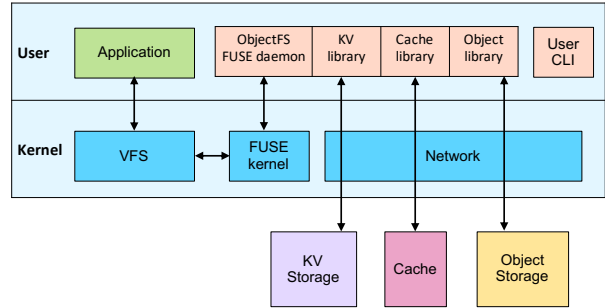 User
Application
ObjectFS
FUSE daemon
KV
library
Cache
library
Object
library
User
CLI
Kernel
VFS
FUSE
kernel
Network
KV
Storage
Cache
Object
Storage